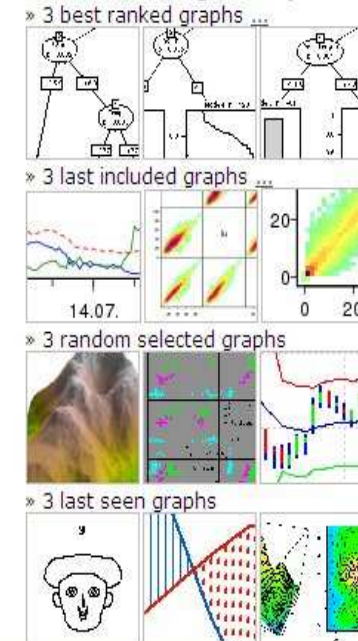 » 3 best ranked graphs ...
» 3 last included graphs ...
14.07.
20
0
0 20
» 3 random selected graphs
» 3 last seen graphs
9